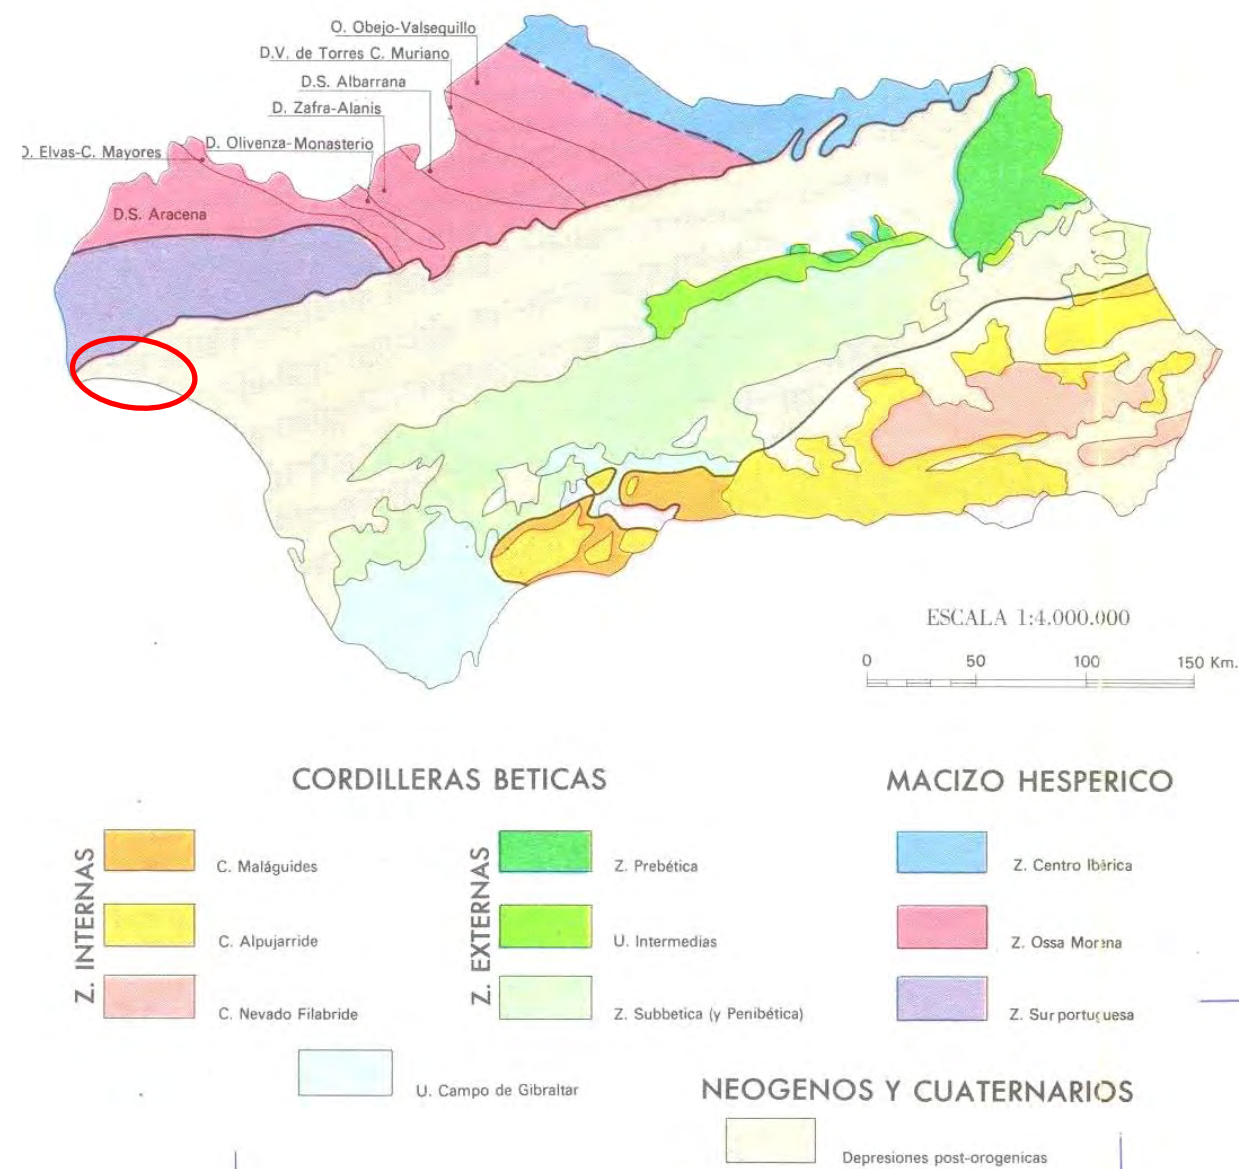 O. Obejo-Valsequillo
D.V. de Torres C. Muriano
D.S. Albarrana
D. Zafra-Alanis
D. Olivenza-Monasterio
D. Elvas-C. Mayores
D.S. Aracena
ESCALA 1:4.000.000
0 50 100 150 Km.
CORDILLERAS BETICAS
MACIZO HESPERICO
Z. INTERNAS
C. Maláguides
C. Alpujarride
C. Nevado Filabride
Z. EXTERNAS
Z. Prebética
U. Intermedias
Z. Subbetica (y Penibética)
Z. Centro Ibérica
Z. Ossa Morena
Z. Sur portuguesa
U. Campo de Gibraltar
NEOGENOS Y CUATERNARIOS
Depresiones post-orogenicas